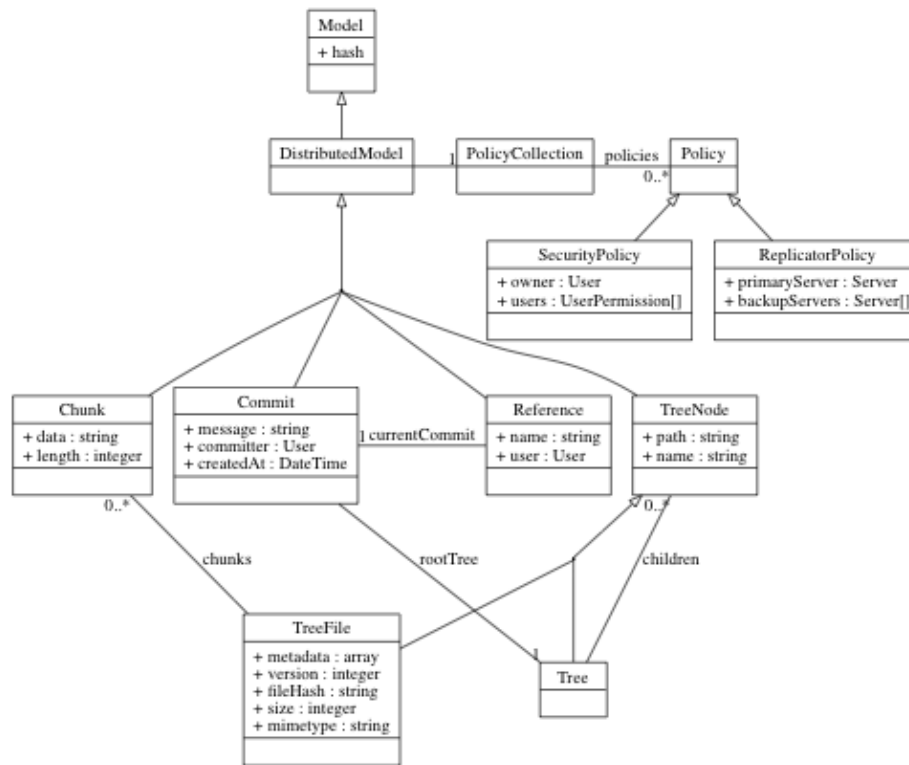 Model
+ hash
DistributedModel
1
PolicyCollection
policies
0..*
Policy
SecurityPolicy
+ owner : User
+ users : UserPermission[]
ReplicatorPolicy
+ primaryServer : Server
+ backupServers : Server[]
Chunk
+ data : string
+ length : integer
Commit
+ message : string
+ committer : User
+ createdAt : DateTime
1
currentCommit
Reference
+ name : string
+ user : User
TreeNode
+ path : string
+ name : string
0..*
0..*
chunks
rootTree
children
TreeFile
+ metadata : array
+ version : integer
+ fileHash : string
+ size : integer
+ mimetype : string
1
Tree